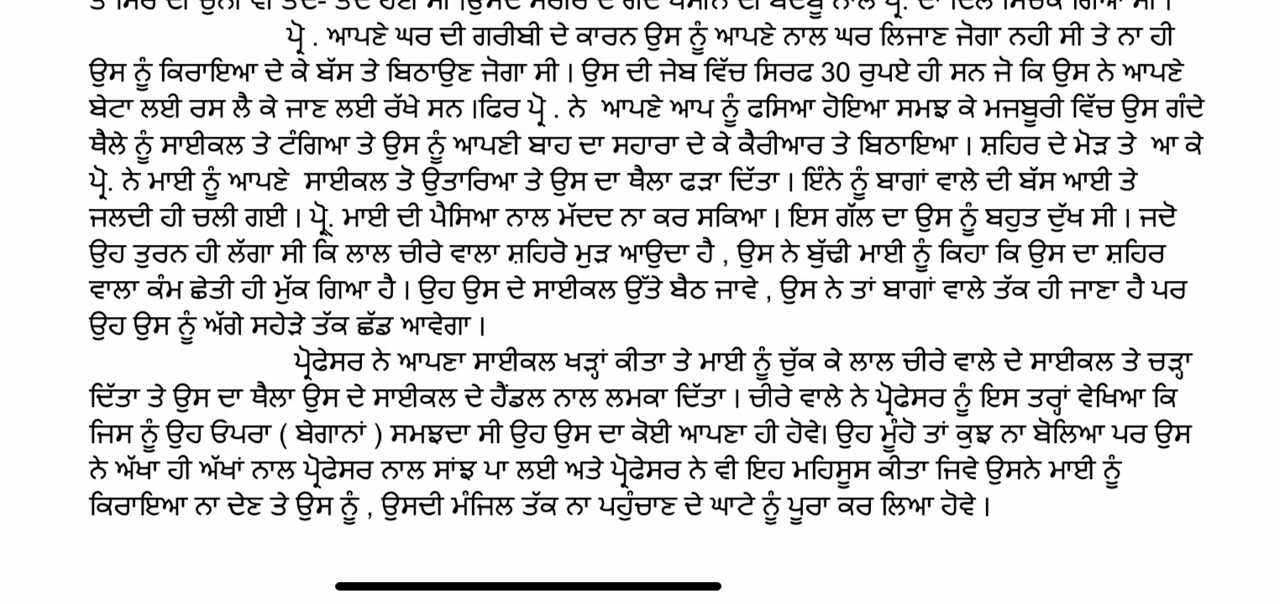 ਪ੍ਰੋ . ਆਪਣੇ ਘਰ ਦੀ ਗਰੀਬੀ ਦੇ ਕਾਰਨ ਉਸ ਨੂੰ ਆਪਣੇ ਨਾਲ ਘਰ ਲਿਜਾਣ ਜੋਗਾ ਨਹੀ ਸੀ ਤੇ ਨਾ ਹੀ
ਉਸ ਨੂੰ ਕਿਰਾਇਆ ਦੇ ਕੇ ਬੱਸ ਤੇ ਬਿਠਾਉਣ ਜੋਗਾ ਸੀ । ਉਸ ਦੀ ਜੇਬ ਵਿੱਚ ਸਿਰਫ 30 ਰੁਪਏ ਹੀ ਸਨ ਜੋ ਕਿ ਉਸ ਨੇ ਆਪਣੇ
ਬੇਟਾ ਲਈ ਰਸ ਲੈ ਕੇ ਜਾਣ ਲਈ ਰੱਖੇ ਸਨ ।ਫਿਰ ਪ੍ਰੋ . ਨੇ ਆਪਣੇ ਆਪ ਨੂੰ ਫਸਿਆ ਹੋਇਆ ਸਮਝ ਕੇ ਮਜਬੂਰੀ ਵਿੱਚ ਉਸ ਗੰਦੇ
ਥੈਲੇ ਨੂੰ ਸਾਈਕਲ ਤੇ ਟੰਗਿਆ ਤੇ ਉਸ ਨੂੰ ਆਪਣੀ ਬਾਹ ਦਾ ਸਹਾਰਾ ਦੇ ਕੇ ਕੈਰੀਆਰ ਤੇ ਬਿਠਾਇਆ । ਸ਼ਹਿਰ ਦੇ ਮੋੜ ਤੇ ਆ ਕੇ
ਪ੍ਰੋ. ਨੇ ਮਾਈ ਨੂੰ ਆਪਣੇ ਸਾਈਕਲ ਤੋ ਉਤਾਰਿਆ ਤੇ ਉਸ ਦਾ ਥੈਲਾ ਫੜਾ ਦਿੱਤਾ । ਇੰਨੇ ਨੂੰ ਬਾਗਾਂ ਵਾਲੇ ਦੀ ਬੱਸ ਆਈ ਤੇ
ਜਲਦੀ ਹੀ ਚਲੀ ਗਈ । ਪ੍ਰੋ. ਮਾਈ ਦੀ ਪੈਸਿਆ ਨਾਲ ਮੱਦਦ ਨਾ ਕਰ ਸਕਿਆ । ਇਸ ਗੱਲ ਦਾ ਉਸ ਨੂੰ ਬਹੁਤ ਦੁੱਖ ਸੀ । ਜਦੋ
ਉਹ ਤੁਰਨ ਹੀ ਲੱਗਾ ਸੀ ਕਿ ਲਾਲ ਚੀਰੇ ਵਾਲਾ ਸ਼ਹਿਰੋ ਮੁੜ ਆਉਦਾ ਹੈ , ਉਸ ਨੇ ਬੁੱਢੀ ਮਾਈ ਨੂੰ ਕਿਹਾ ਕਿ ਉਸ ਦਾ ਸ਼ਹਿਰ
ਵਾਲਾ ਕੰਮ ਛੇਤੀ ਹੀ ਮੁੱਕ ਗਿਆ ਹੈ । ਉਹ ਉਸ ਦੇ ਸਾਈਕਲ ਉੱਤੇ ਬੈਠ ਜਾਵੇ , ਉਸ ਨੇ ਤਾਂ ਬਾਗਾਂ ਵਾਲੇ ਤੱਕ ਹੀ ਜਾਣਾ ਹੈ ਪਰ
ਉਹ ਉਸ ਨੂੰ ਅੱਗੇ ਸਹੇੜੇ ਤੱਕ ਛੱਡ ਆਵੇਗਾ ।
ਪ੍ਰੋਫੇਸਰ ਨੇ ਆਪਣਾ ਸਾਈਕਲ ਖੜ੍ਹਾਂ ਕੀਤਾ ਤੇ ਮਾਈ ਨੂੰ ਚੁੱਕ ਕੇ ਲਾਲ ਚੀਰੇ ਵਾਲੇ ਦੇ ਸਾਈਕਲ ਤੇ ਚੜ੍ਹਾ
ਦਿੱਤਾ ਤੇ ਉਸ ਦਾ ਥੈਲਾ ਉਸ ਦੇ ਸਾਈਕਲ ਦੇ ਹੈਂਡਲ ਨਾਲ ਲਮਕਾ ਦਿੱਤਾ । ਚੀਰੇ ਵਾਲੇ ਨੇ ਪ੍ਰੋਫੇਸਰ ਨੂੰ ਇਸ ਤਰ੍ਹਾਂ ਵੇਖਿਆ ਕਿ
ਜਿਸ ਨੂੰ ਉਹ ਓਪਰਾ ( ਬੇਗਾਨਾਂ ) ਸਮਝਦਾ ਸੀ ਉਹ ਉਸ ਦਾ ਕੋਈ ਆਪਣਾ ਹੀ ਹੋਵੇ। ਉਹ ਮੂੰਹੋ ਤਾਂ ਕੁਝ ਨਾ ਬੋਲਿਆ ਪਰ ਉਸ
ਨੇ ਅੱਖਾ ਹੀ ਅੱਖਾਂ ਨਾਲ ਪ੍ਰੋਫੇਸਰ ਨਾਲ ਸਾਂਝ ਪਾ ਲਈ ਅਤੇ ਪ੍ਰੋਫੇਸਰ ਨੇ ਵੀ ਇਹ ਮਹਿਸੂਸ ਕੀਤਾ ਜਿਵੇ ਉਸਨੇ ਮਾਈ ਨੂੰ
ਕਿਰਾਇਆ ਨਾ ਦੇਣ ਤੇ ਉਸ ਨੂੰ , ਉਸਦੀ ਮੰਜਿਲ ਤੱਕ ਨਾ ਪਹੁੰਚਾਣ ਦੇ ਘਾਟੇ ਨੂੰ ਪੂਰਾ ਕਰ ਲਿਆ ਹੋਵੇ ।